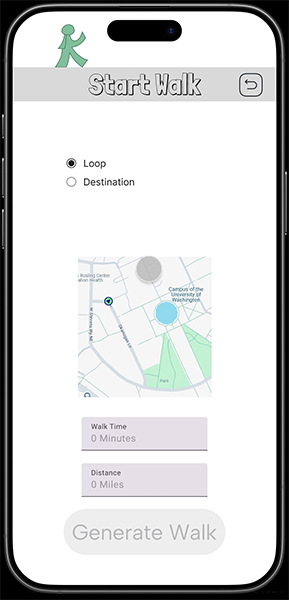 Start Walk
Loop
Destination
Campus of the
University of
Washington
Park
Walk Time
0 Minutes
Distance
0 Miles
Generate Walk